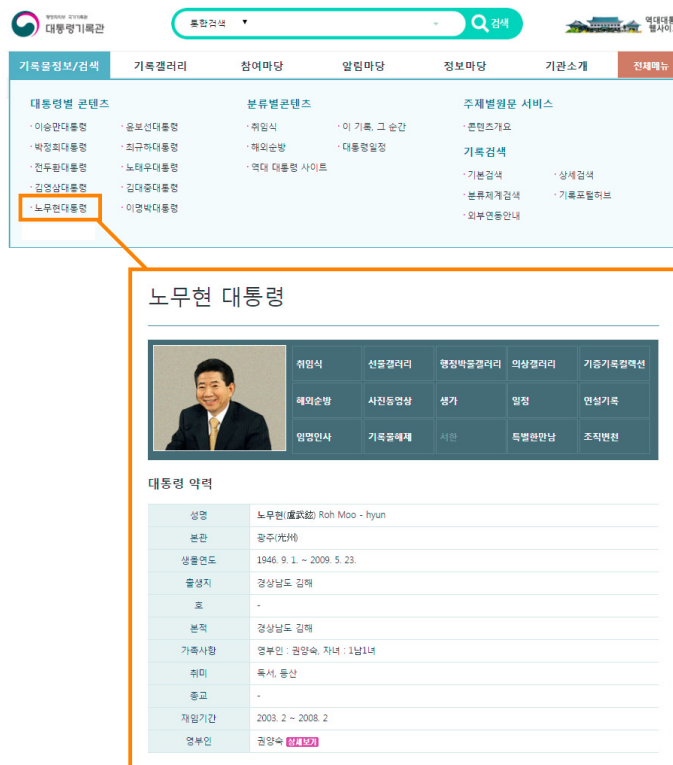 행정자치부 국가기록원
대통령기록관
통합검색 ▼
검색
역대대통
웹사이
기록물정보/검색 기록갤러리 참여마당 알림마당 정보마당 기관소개 전체메뉴
대통령별 콘텐츠 분류별콘텐츠 주제별원문 서비스
· 이승만대통령 · 윤보선대통령 · 취임식 · 이 기록, 그 순간 · 콘텐츠개요
· 박정희대통령 · 최규하대통령 · 해외순방 · 대통령일정 기록검색
· 전두환대통령 · 노태우대통령 · 역대 대통령 사이트 · 기본검색 · 상세검색
· 김영삼대통령 · 김대중대통령 · 분류체계검색 · 기록포털허브
· 노무현대통령 · 이명박대통령 · 외부연동안내
노무현 대통령
취임식 선물갤러리 행정박물갤러리 의상갤러리 기증기록컬렉션
해외순방 사진동영상 생가 일정 연설기록
임명인사 기록물해제 서한 특별한만남 조직변천
대통령 약력
성명 노무현(盧武鉉) Roh Moo - hyun
본관 광주(光州)
생몰연도 1946. 9. 1. ~ 2009. 5. 23.
출생지 경상남도 김해
호 -
본적 경상남도 김해
가족사항 영부인 : 권양숙, 자녀 : 1남1녀
취미 독서, 등산
종교 -
재임기간 2003. 2 ~ 2008. 2
영부인 권양숙 상세보기